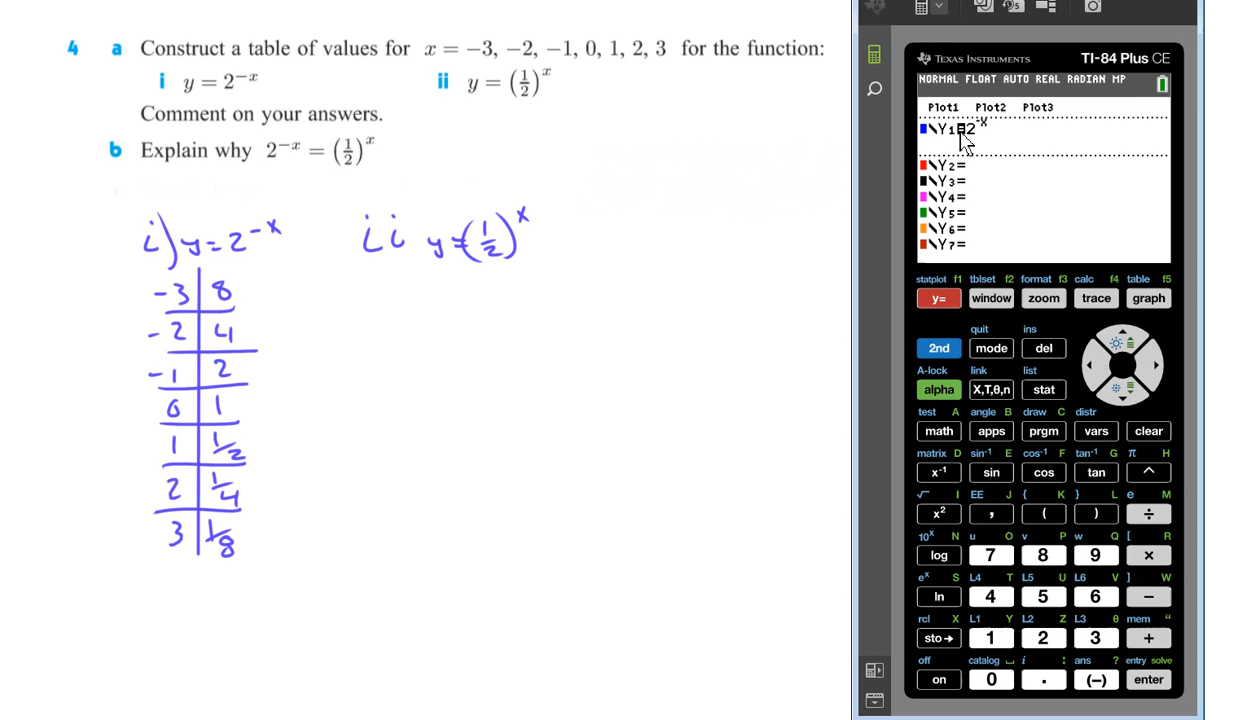 4 a Construct a table of values for x = −3, −2, −1, 0, 1, 2, 3 for the function:
i y = 2^{−x} ii y = (1/2)^x
Comment on your answers.
b Explain why 2^{−x} = (1/2)^x
i) y = 2^{-x} ii y = (1/2)^x
-3 | 8
-2 | 4
-1 | 2
0 | 1
1 | 1/2
2 | 1/4
3 | 1/8
TEXAS INSTRUMENTS TI-84 Plus CE
NORMAL FLOAT AUTO REAL RADIAN MP
Plot1 Plot2 Plot3
\Y1=2^{-X}
\Y2=
\Y3=
\Y4=
\Y5=
\Y6=
\Y7=
statplot f1 tblset f2 format f3 calc f4 table f5
y= window zoom trace graph
quit ins
2nd mode del
A-lock link list
alpha X,T,θ,n stat
test A angle B draw C distr
math apps prgm vars clear
matrix D sin⁻¹ E cos⁻¹ F tan⁻¹ G π H
x⁻¹ sin cos tan ^
√ I EE J { K } L e M
x² , ( ) ÷
10ˣ N u O v P w Q [ R
log 7 8 9 ×
eˣ S L4 T L5 U L6 V ] W
ln 4 5 6 −
rcl X L1 Y L2 Z L3 θ mem “
sto→ 1 2 3 +
off catalog ␣ i : ans ? entry solve
on 0 . (−) enter